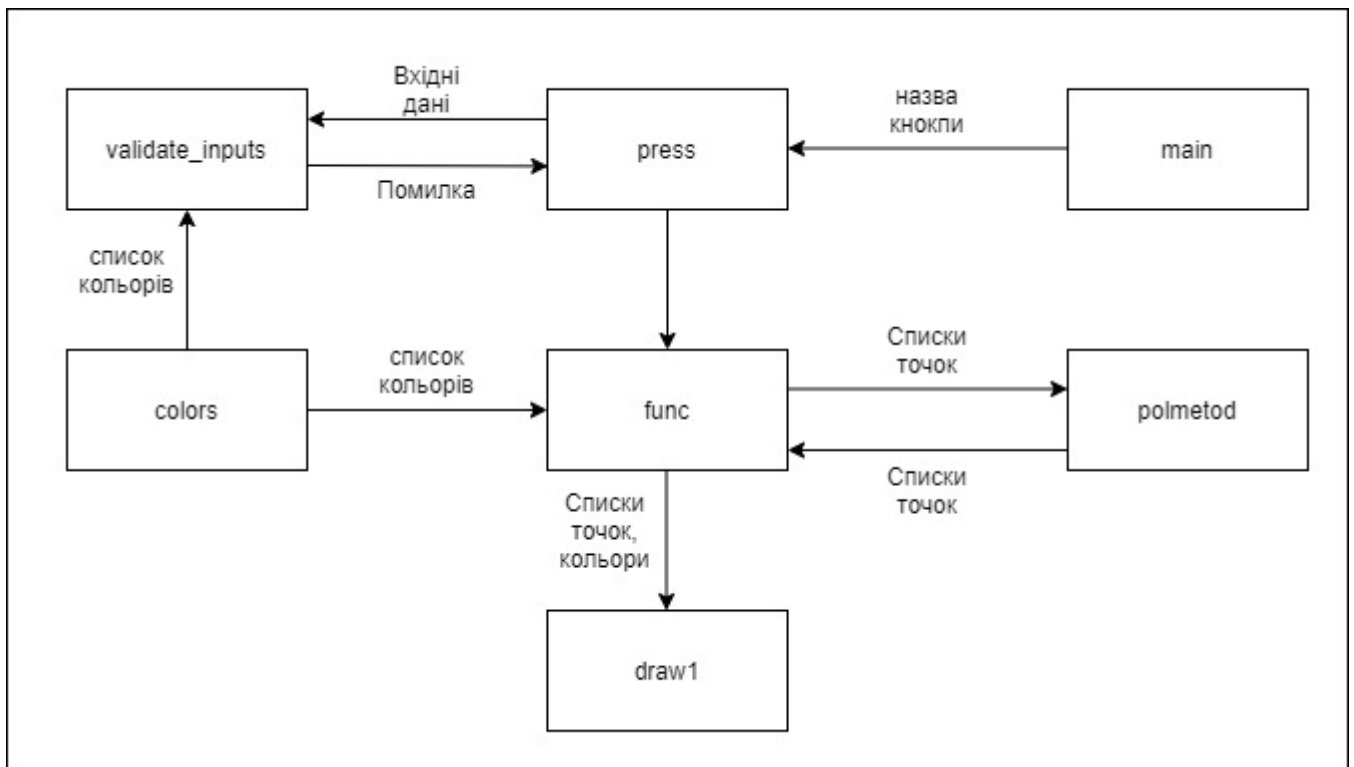 Вхідні
дані
назва
кнокпи
validate_inputs
press
main
Помилка
список
кольорів
список
кольорів
Списки
точок
colors
func
polmetod
Списки
точок
Списки
точок,
кольори
draw1